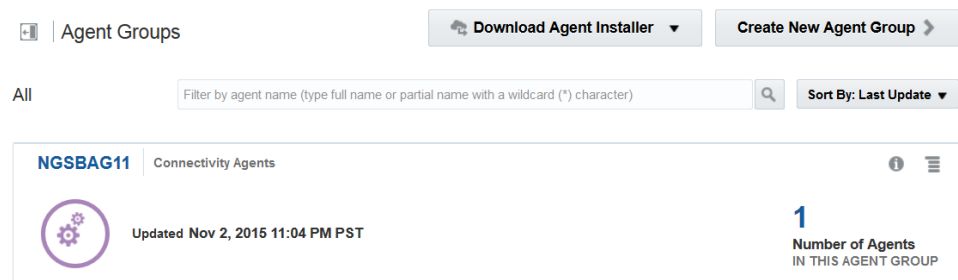 Agent Groups
Download Agent Installer
Create New Agent Group
All
Filter by agent name (type full name or partial name with a wildcard (*) character)
Sort By: Last Update
NGSBAG11
Connectivity Agents
Updated Nov 2, 2015 11:04 PM PST
1
Number of Agents
IN THIS AGENT GROUP